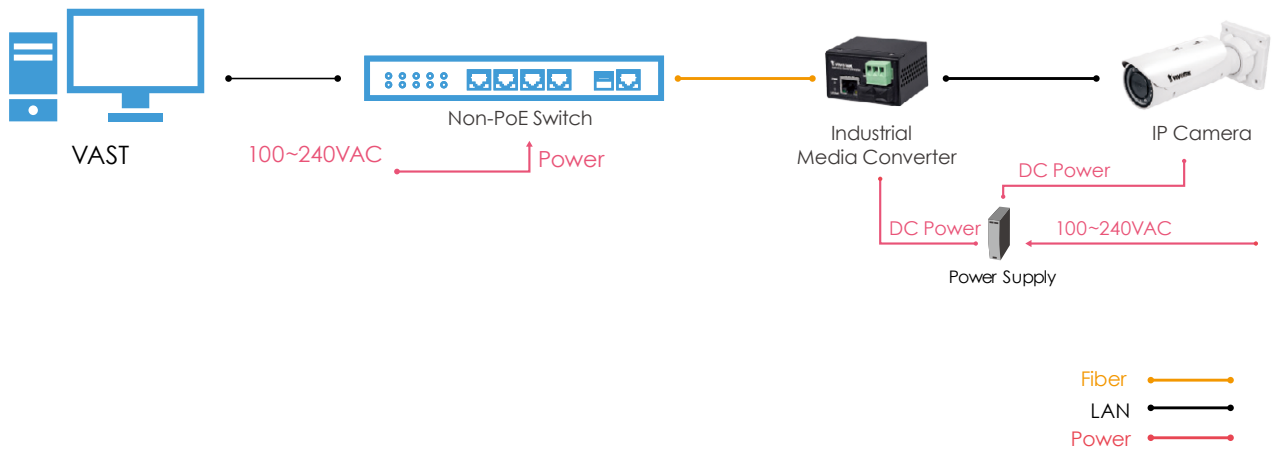 Non-PoE Switch
VAST
100~240VAC
Power
Industrial
Media Converter
IP Camera
DC Power
DC Power
100~240VAC
Power Supply
Fiber
LAN
Power